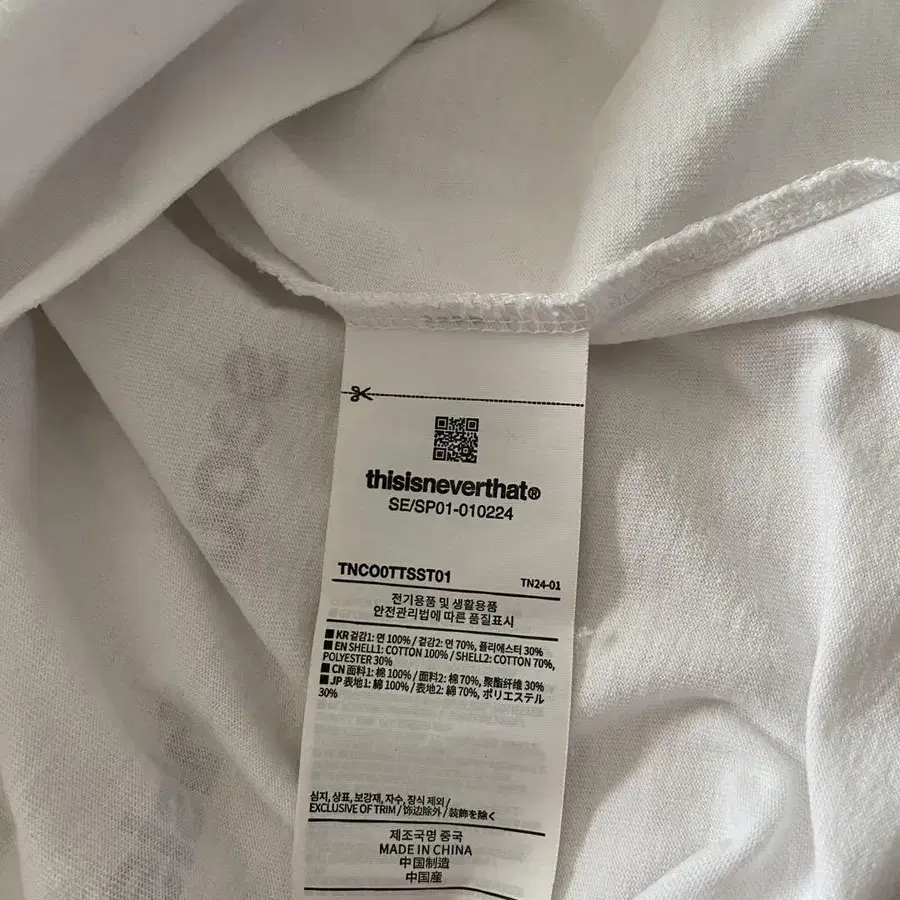 thisisneverthat®
SE/SP01-010224
TNCO0TTSST01
TN24-01
전기용품 및 생활용품
안전관리법에 따른 품질표시
■ KR 겉감1: 면 100% / 겉감2: 면 70%, 폴리에스터 30%
■ EN SHELL1: COTTON 100% / SHELL2: COTTON 70%,
POLYESTER 30%
■ CN 面料1: 棉 100% / 面料2: 棉 70%, 聚酯纤维 30%
■ JP 表地1: 綿 100% / 表地2: 綿 70%, ポリエステル
30%
심지, 상표, 보강재, 자수, 장식 제외 /
EXCLUSIVE OF TRIM / 饰边除外 / 装飾を除く
제조국명 중국
MADE IN CHINA
中国制造
中国産